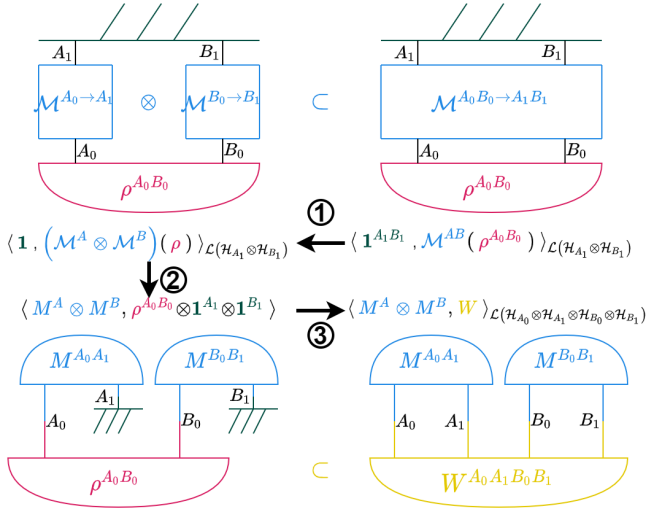 A₁ B₁ A₁ B₁
𝓜^{A₀→A₁} ⊗ 𝓜^{B₀→B₁} ⊂ 𝓜^{A₀B₀→A₁B₁}
A₀ B₀ A₀ B₀
ρ^{A₀B₀} ρ^{A₀B₀}
①
⟨ 𝟏 , (𝓜^A ⊗ 𝓜^B)( ρ ) ⟩_{𝓛(𝓗_{A₁}⊗𝓗_{B₁})} ⟨ 𝟏^{A₁B₁} , 𝓜^{AB}( ρ^{A₀B₀} ) ⟩_{𝓛(𝓗_{A₁}⊗𝓗_{B₁})}
②
⟨ M^A ⊗ M^B, ρ^{A₀B₀} ⊗ 𝟏^{A₁} ⊗ 𝟏^{B₁} ⟩ ⟨ M^A ⊗ M^B, W ⟩_{𝓛(𝓗_{A₀}⊗𝓗_{A₁}⊗𝓗_{B₀}⊗𝓗_{B₁})}
③
M^{A₀A₁} M^{B₀B₁} M^{A₀A₁} M^{B₀B₁}
A₀ A₁ B₀ B₁ A₀ A₁ B₀ B₁
ρ^{A₀B₀} ⊂ W^{A₀A₁B₀B₁}